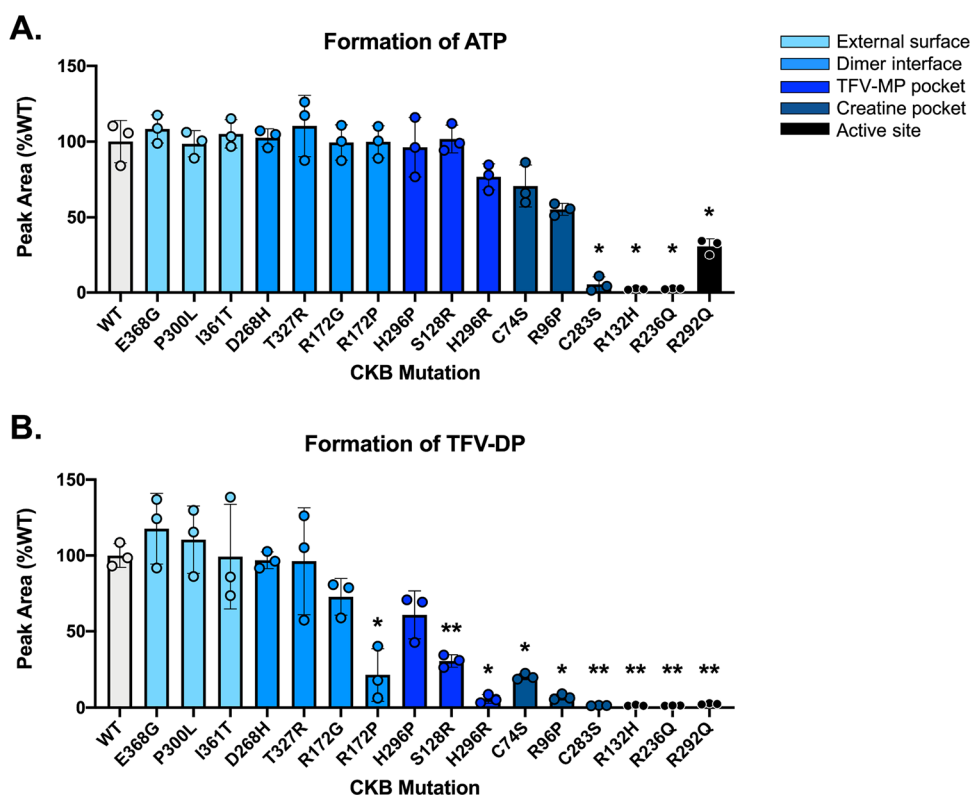 A.
Formation of ATP
External surface
Dimer interface
TFV-MP pocket
Creatine pocket
Active site
Peak Area (%WT)
150
100
50
0
* * * *
WT E368G P300L I361T D268H T327R R172G R172P H296P S128R H296R C74S R96P C283S R132H R236Q R292Q
CKB Mutation
B.
Formation of TFV-DP
Peak Area (%WT)
150
100
50
0
* ** * * * ** ** ** **
WT E368G P300L I361T D268H T327R R172G R172P H296P S128R H296R C74S R96P C283S R132H R236Q R292Q
CKB Mutation